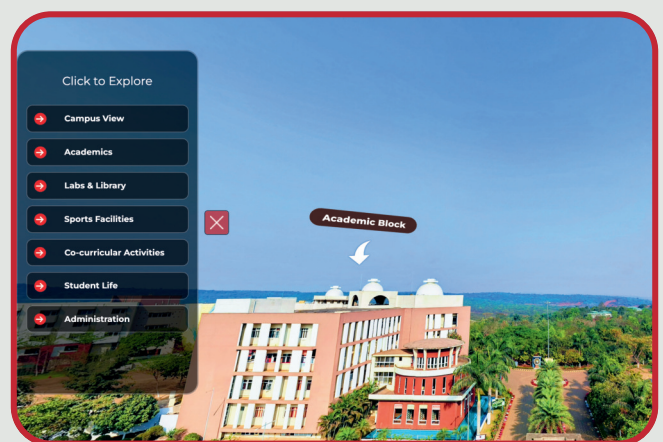 Click to Explore
Campus View
Academics
Labs & Library
Sports Facilities
Co-curricular Activities
Student Life
Administration
Academic Block